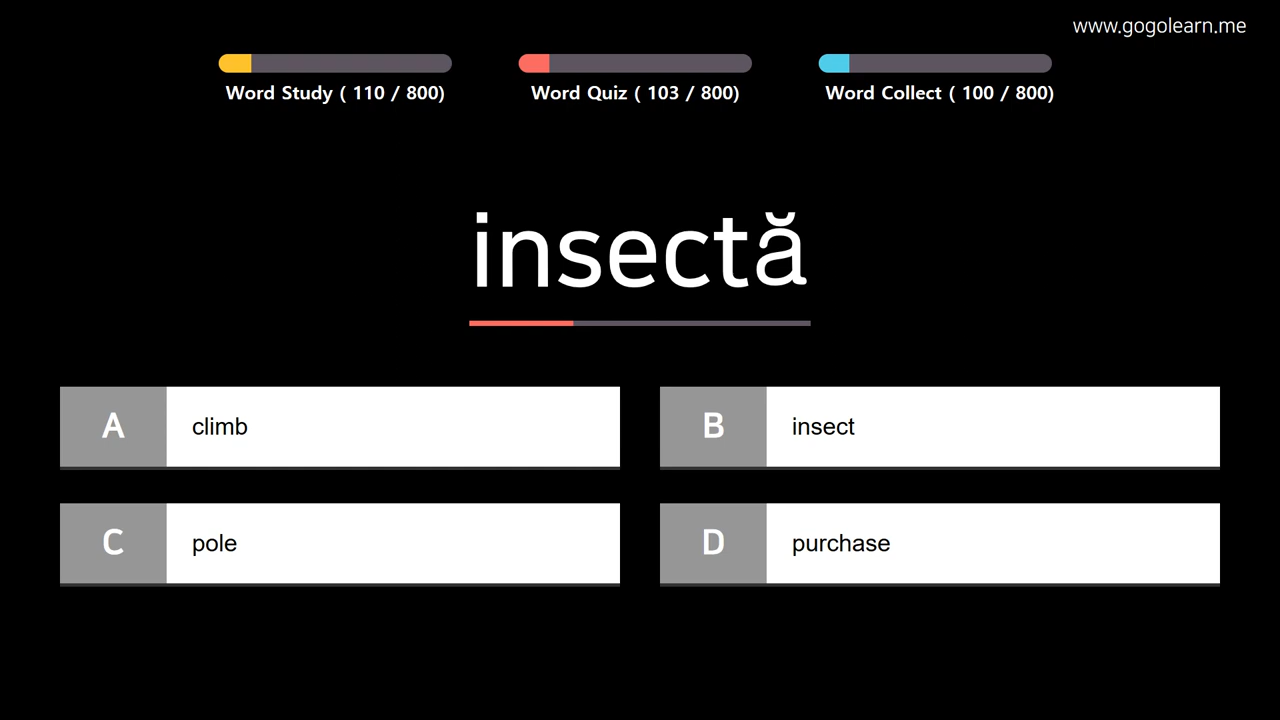 www.gogolearn.me
Word Study ( 110 / 800)
Word Quiz ( 103 / 800)
Word Collect ( 100 / 800)
insectă
A climb
B insect
C pole
D purchase